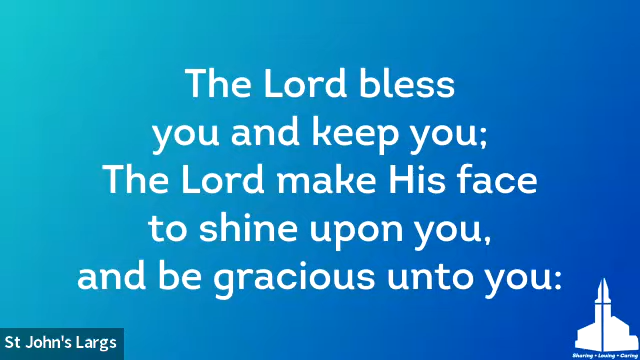 The Lord bless
you and keep you;
The Lord make His face
to shine upon you,
and be gracious unto you:
St John's Largs
Sharing • Loving • Caring